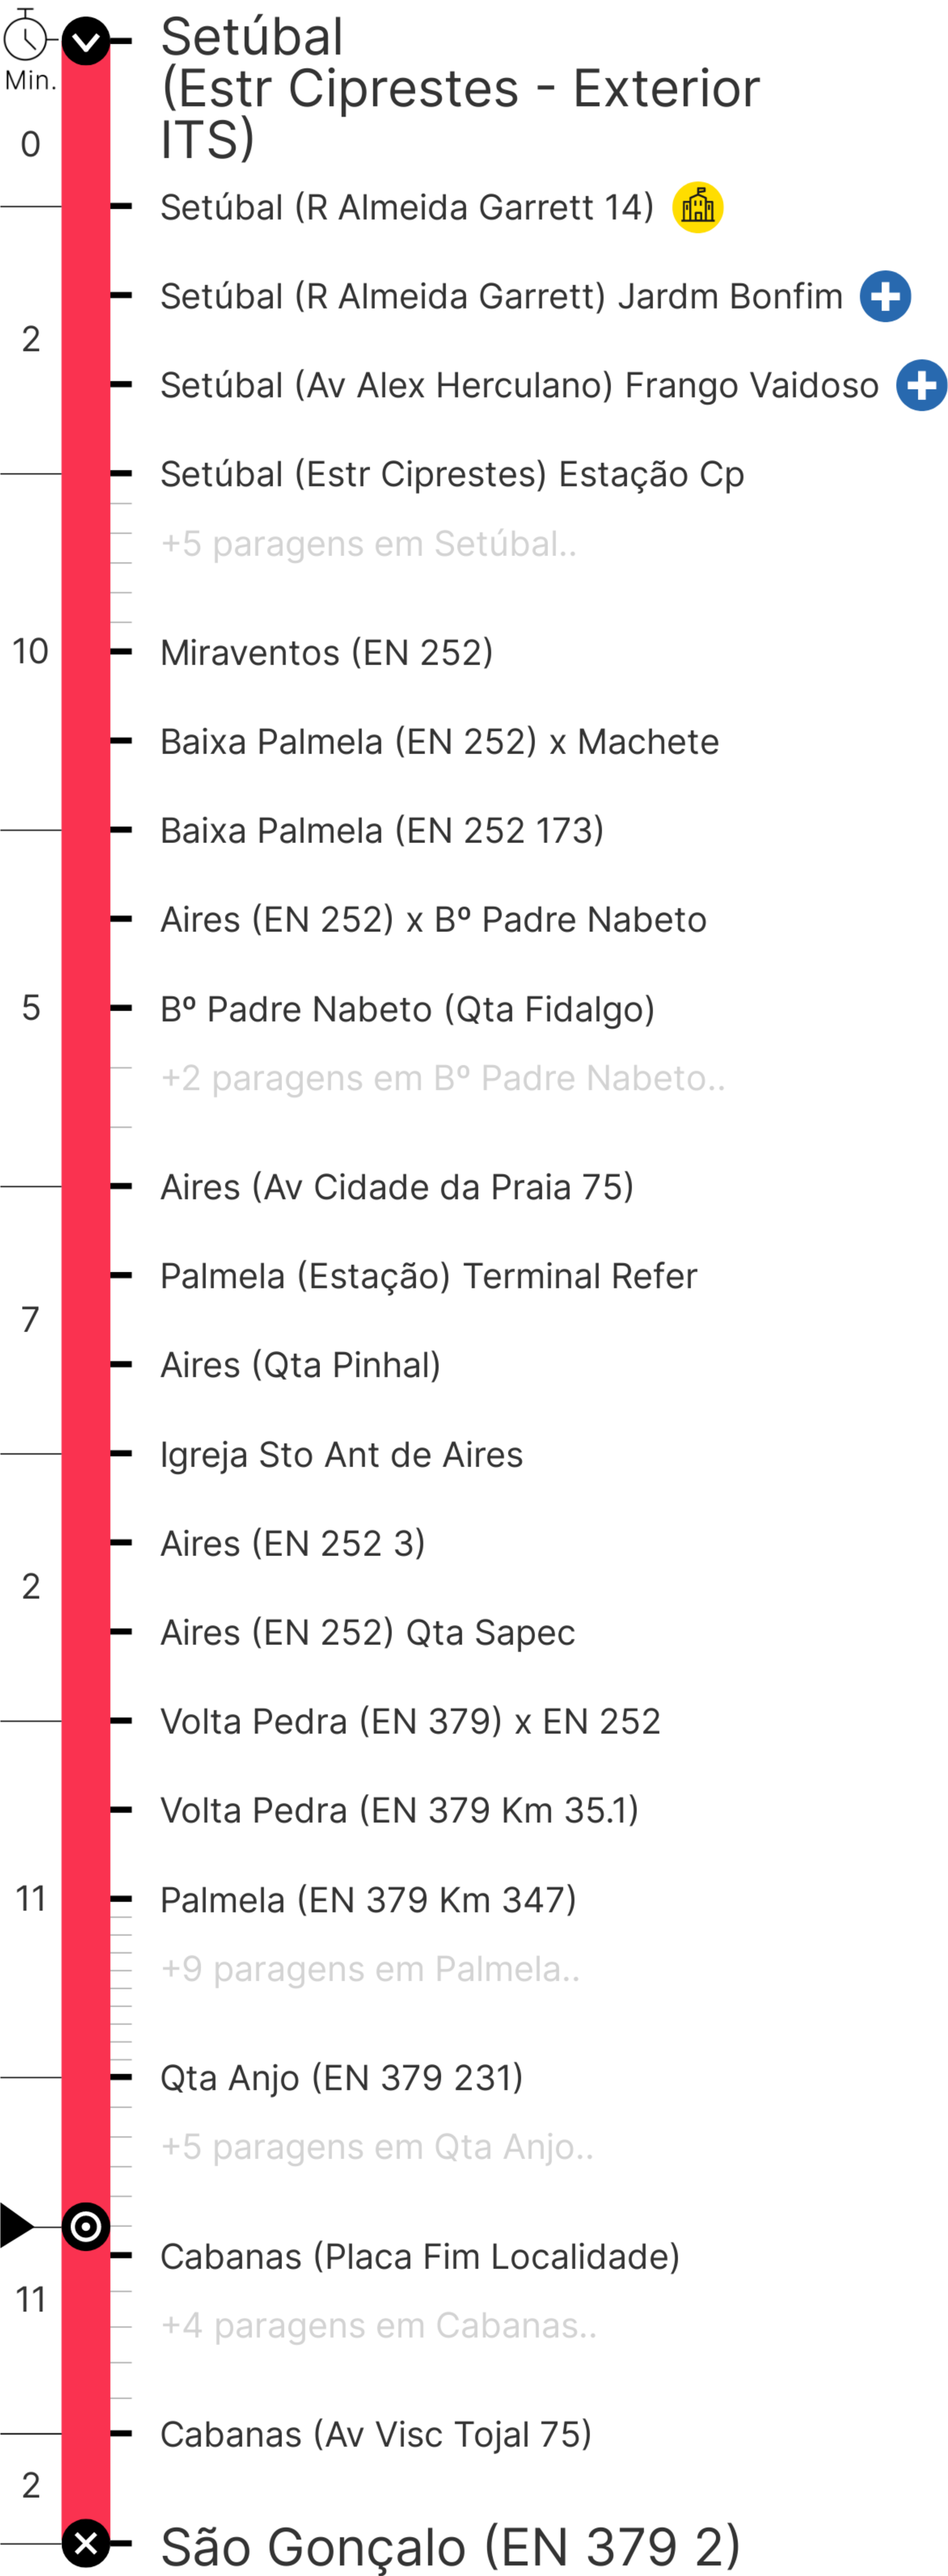 Setúbal
(Estr Ciprestes - Exterior
ITS)
Min.
0
Setúbal (R Almeida Garrett 14)
Setúbal (R Almeida Garrett) Jardm Bonfim
2
Setúbal (Av Alex Herculano) Frango Vaidoso
Setúbal (Estr Ciprestes) Estação Cp
+5 paragens em Setúbal..
10
Miraventos (EN 252)
Baixa Palmela (EN 252) x Machete
Baixa Palmela (EN 252 173)
Aires (EN 252) x Bº Padre Nabeto
5
Bº Padre Nabeto (Qta Fidalgo)
+2 paragens em Bº Padre Nabeto..
Aires (Av Cidade da Praia 75)
Palmela (Estação) Terminal Refer
7
Aires (Qta Pinhal)
Igreja Sto Ant de Aires
Aires (EN 252 3)
2
Aires (EN 252) Qta Sapec
Volta Pedra (EN 379) x EN 252
Volta Pedra (EN 379 Km 35.1)
11
Palmela (EN 379 Km 347)
+9 paragens em Palmela..
Qta Anjo (EN 379 231)
+5 paragens em Qta Anjo..
Cabanas (Placa Fim Localidade)
11
+4 paragens em Cabanas..
Cabanas (Av Visc Tojal 75)
2
São Gonçalo (EN 379 2)